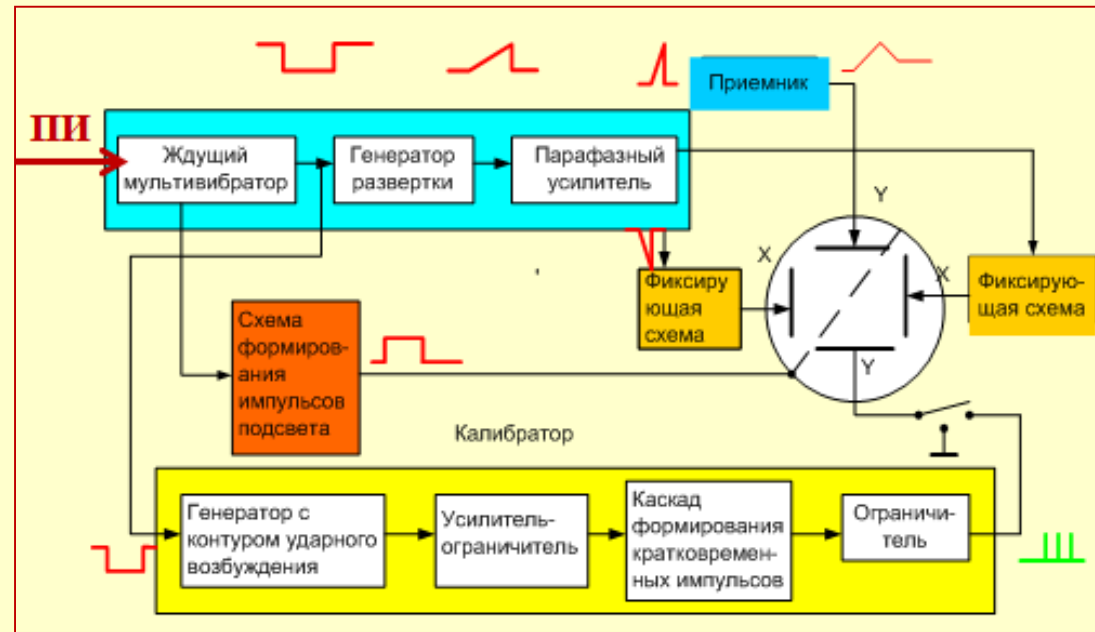 Приемник
ПИ
Ждущий
мультивибратор
Генератор
развертки
Парафазный
усилитель
Y
X
X
Фиксиру
ющая
схема
Фиксирую-
щая схема
Схема
формиров-
ания
импульсов
подсвета
Y
Калибратор
Генератор с
контуром ударного
возбуждения
Усилитель-
ограничитель
Каскад
формирования
кратковремен-
ных импульсов
Ограничи-
тель